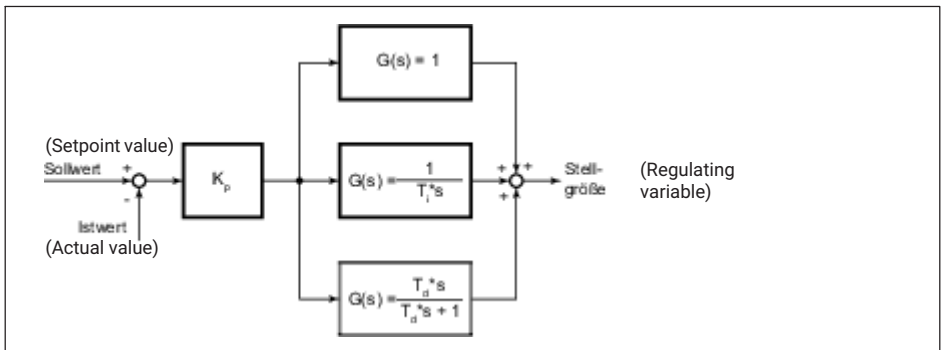 G(s) = 1
(Setpoint value)
Sollwert
+
-
Istwert
(Actual value)
K_p
G(s) = 1 / T_i*s
+ + +
Stell-
größe
(Regulating
variable)
G(s) = T_d*s / T_d*s + 1